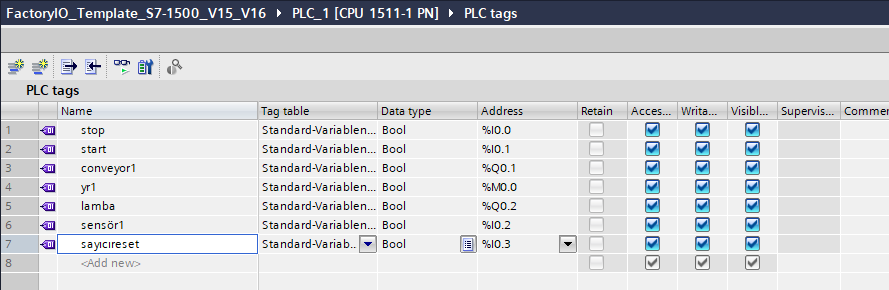 FactoryIO_Template_S7-1500_V15_V16 ▸ PLC_1 [CPU 1511-1 PN] ▸ PLC tags
PLC tags
Name Tag table Data type Address Retain Acces... Writa... Visibl... Supervis... Commen
1 stop Standard-Variablen... Bool %I0.0
2 start Standard-Variablen... Bool %I0.1
3 conveyor1 Standard-Variablen... Bool %Q0.1
4 yr1 Standard-Variablen... Bool %M0.0
5 lamba Standard-Variablen... Bool %Q0.2
6 sensör1 Standard-Variablen... Bool %I0.2
7 sayıcıreset Standard-Variab.. Bool %I0.3
8 <Add new>